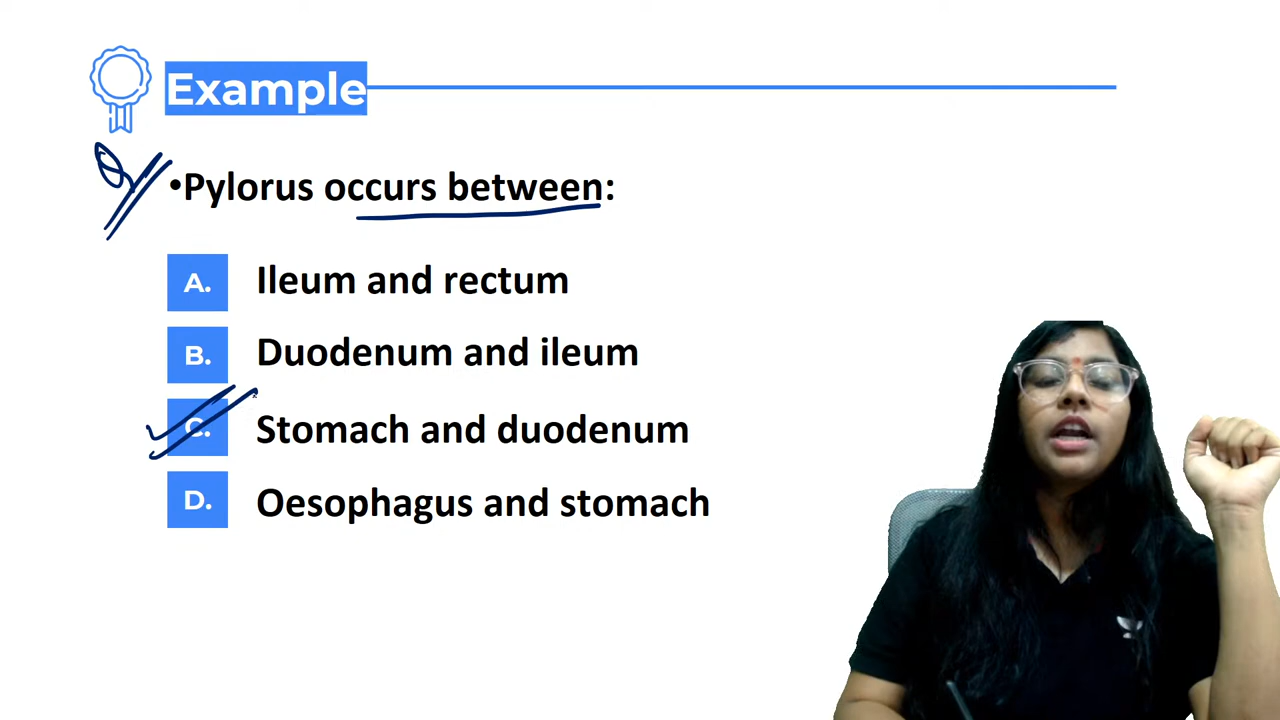 Example
•Pylorus occurs between:
A. Ileum and rectum
B. Duodenum and ileum
C. Stomach and duodenum
D. Oesophagus and stomach